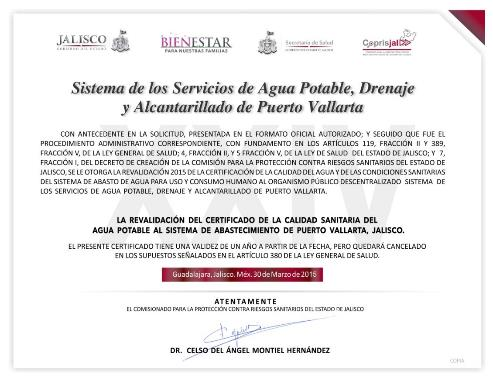 JALISCO
GOBIERNO DEL ESTADO
BIENESTAR
PARA NUESTRAS FAMILIAS
Secretaría de Salud
Coprisjal
Sistema de los Servicios de Agua Potable, Drenaje
y Alcantarillado de Puerto Vallarta
CON ANTECEDENTE EN LA SOLICITUD, PRESENTADA EN EL FORMATO OFICIAL AUTORIZADO; Y SEGUIDO QUE FUE EL
PROCEDIMIENTO ADMINISTRATIVO CORRESPONDIENTE, CON FUNDAMENTO EN LOS ARTÍCULOS 119, FRACCIÓN II Y 389,
FRACCIÓN V, DE LA LEY GENERAL DE SALUD; 4, FRACCIÓN II, Y 5 FRACCIÓN V, DE LA LEY DE SALUD DEL ESTADO DE JALISCO; Y 7,
FRACCIÓN I, DEL DECRETO DE CREACIÓN DE LA COMISIÓN PARA LA PROTECCIÓN CONTRA RIESGOS SANITARIOS DEL ESTADO DE
JALISCO, SE LE OTORGA LA REVALIDACIÓN 2015 DE LA CERTIFICACIÓN DE LA CALIDAD DEL AGUA Y DE LAS CONDICIONES SANITARIAS
DEL SISTEMA DE ABASTO DE AGUA PARA USO Y CONSUMO HUMANO AL ORGANISMO PÚBLICO DESCENTRALIZADO SISTEMA DE
LOS SERVICIOS DE AGUA POTABLE, DRENAJE Y ALCANTARILLADO DE PUERTO VALLARTA.
LA REVALIDACIÓN DEL CERTIFICADO DE LA CALIDAD SANITARIA DEL
AGUA POTABLE AL SISTEMA DE ABASTECIMIENTO DE PUERTO VALLARTA, JALISCO.
EL PRESENTE CERTIFICADO TIENE UNA VALIDEZ DE UN AÑO A PARTIR DE LA FECHA, PERO QUEDARÁ CANCELADO
EN LOS SUPUESTOS SEÑALADOS EN EL ARTÍCULO 380 DE LA LEY GENERAL DE SALUD.
Guadalajara, Jalisco. Méx. 30 de Marzo de 2015
ATENTAMENTE
EL COMISIONADO PARA LA PROTECCIÓN CONTRA RIESGOS SANITARIOS DEL ESTADO DE JALISCO
DR. CELSO DEL ÁNGEL MONTIEL HERNÁNDEZ
COPIA